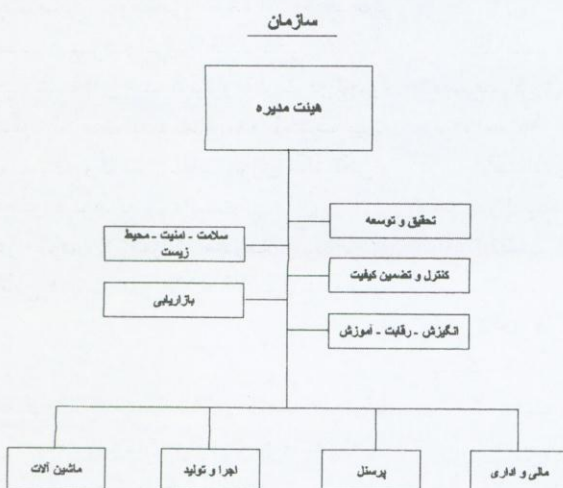 سازمان
هیئت مدیره
تحقیق و توسعه
سلامت - امنیت - محیط
زیست
کنترل و تضمین کیفیت
بازاریابی
انگیزش - رقابت - آموزش
مالی و اداری
پرسنل
اجرا و تولید
ماشین آلات